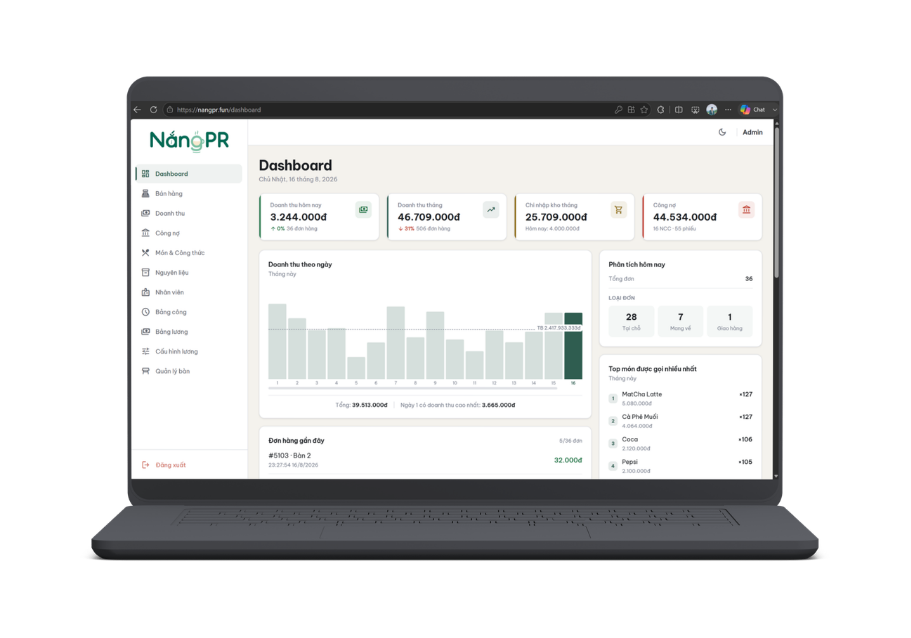 https://nangpr.fun/dashboard
Chat
NắngPR
Admin
Dashboard
Bán hàng
Doanh thu
Công nợ
Món & Công thức
Nguyên liệu
Nhân viên
Bảng công
Bảng lương
Cấu hình lương
Quản lý bàn
Đăng xuất
Dashboard
Chủ Nhật, 16 tháng 8, 2026
Doanh thu hôm nay
3.244.000đ
↑ 0% 36 đơn hàng
Doanh thu tháng
46.709.000đ
↓ 31% 506 đơn hàng
Chi nhập kho tháng
25.709.000đ
Hôm nay: 4.600.000đ
Công nợ
44.534.000đ
16 NCC · 55 phiếu
Doanh thu theo ngày
Tháng này
TB 2.417.933.233đ
1 2 3 4 5 6 7 8 9 10 11 12 13 14 15 16
Tổng: 39.513.000đ
Ngày 1 có doanh thu cao nhất: 3.665.000đ
Đơn hàng gần đây
5/36 đơn
#5103 · Bàn 2
23:27:54 16/8/2026
32.000đ
Phân tích hôm nay
Tổng đơn 36
LOẠI ĐƠN
28 7 1
Tại chỗ Mang về Giao hàng
Top món được gọi nhiều nhất
Tháng này
1 MatCha Latte +127
5.080.000đ
2 Cà Phê Muối +127
4.064.000đ
3 Coca +106
2.120.000đ
4 Pepsi +105
2.100.000đ